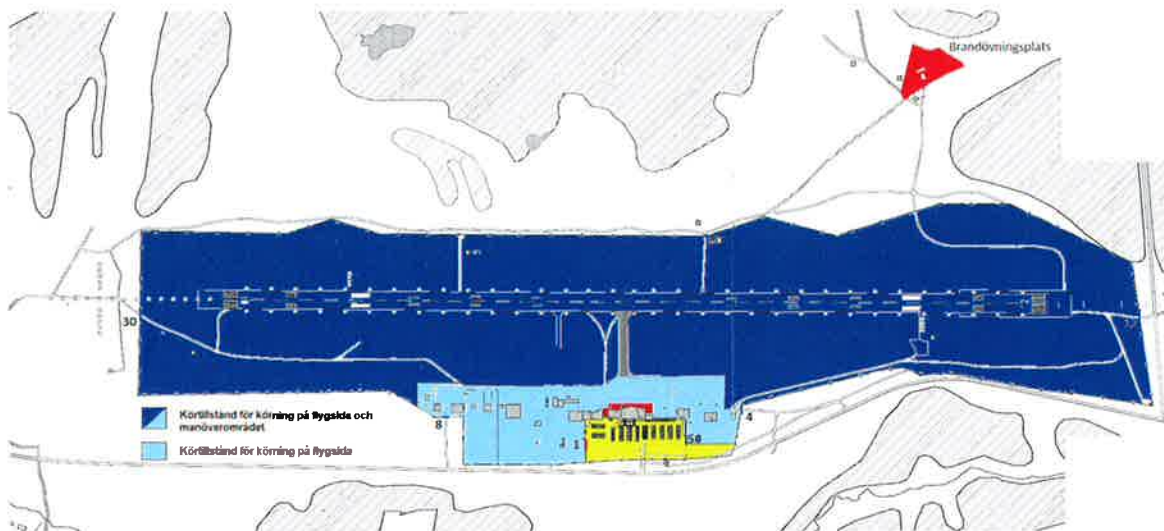 Brandövningsplats
30
8
1
50
4
Körtillstånd för körning på flygsida och
manöverområdet
Körtillstånd för körning på flygsida